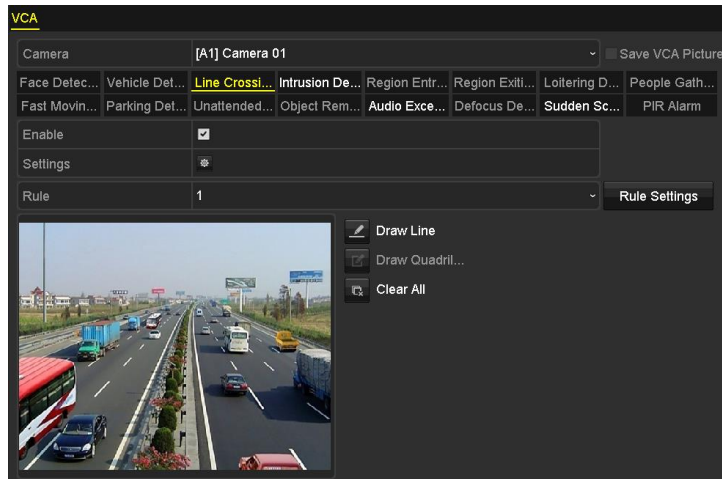 VCA
Camera [A1] Camera 01 Save VCA Picture
Face Detec... Vehicle Det... Line Crossi... Intrusion De... Region Entr... Region Exiti... Loitering D... People Gath...
Fast Movin... Parking Det... Unattended... Object Rem... Audio Exce... Defocus De... Sudden Sc... PIR Alarm
Enable
Settings
Rule 1 Rule Settings
Draw Line
Draw Quadril...
Clear All